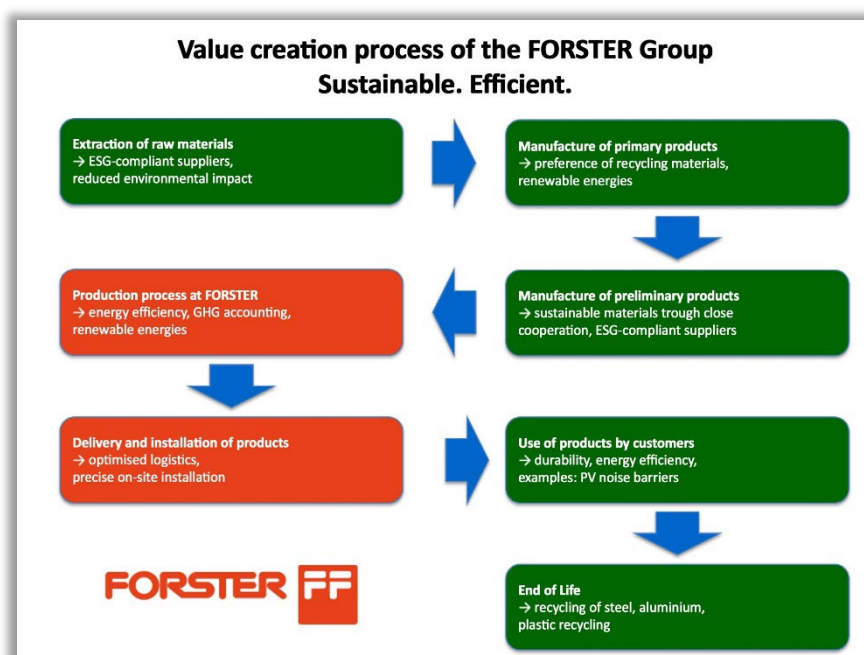 Value creation process of the FORSTER Group
Sustainable. Efficient.
Extraction of raw materials
→ ESG-compliant suppliers,
reduced environmental impact
Manufacture of primary products
→ preference of recycling materials,
renewable energies
Manufacture of preliminary products
→ sustainable materials trough close
cooperation, ESG-compliant suppliers
Production process at FORSTER
→ energy efficiency, GHG accounting,
renewable energies
Delivery and installation of products
→ optimised logistics,
precise on-site installation
Use of products by customers
→ durability, energy efficiency,
examples: PV noise barriers
End of Life
→ recycling of steel, aluminium,
plastic recycling
FORSTER FF